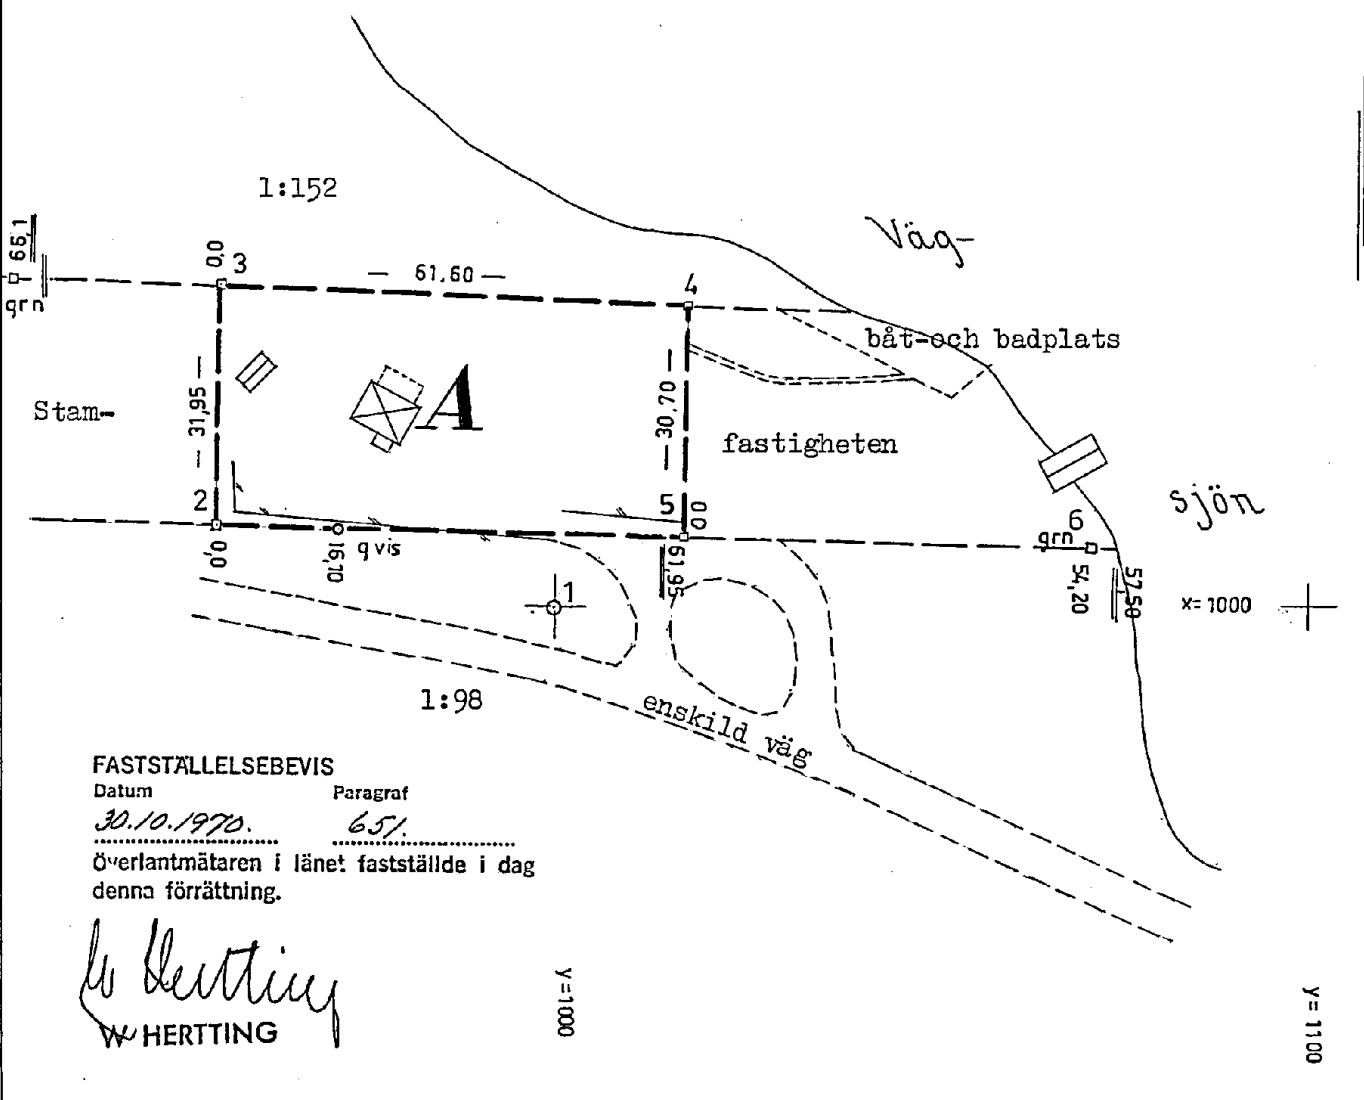 1:152
Väg-
66,1
0,0
3
61,60
4
grn
båt-och badplats
Stam-
31,95
A
30,70
fastigheten
2
5
0,0
sjön
6
grn
0,0
16,70
g vis
61,95
54,20
57,50
1
x=1000
1:98
enskild väg
FASTSTÄLLELSEBEVIS
Datum Paragraf
30.10.1970. 651.
Överlantmätaren i länet fastställde i dag
denna förrättning.
W Hertting
W HERTTING
y=1000
y=1100